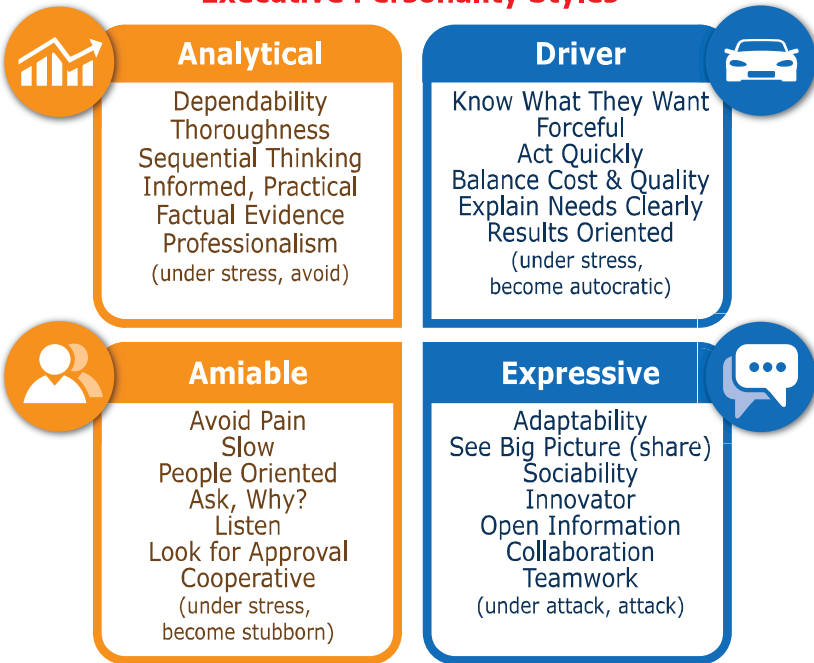 Executive Personality Styles
Analytical
Dependability
Thoroughness
Sequential Thinking
Informed, Practical
Factual Evidence
Professionalism
(under stress, avoid)
Driver
Know What They Want
Forceful
Act Quickly
Balance Cost & Quality
Explain Needs Clearly
Results Oriented
(under stress,
become autocratic)
Amiable
Avoid Pain
Slow
People Oriented
Ask, Why?
Listen
Look for Approval
Cooperative
(under stress,
become stubborn)
Expressive
Adaptability
See Big Picture (share)
Sociability
Innovator
Open Information
Collaboration
Teamwork
(under attack, attack)